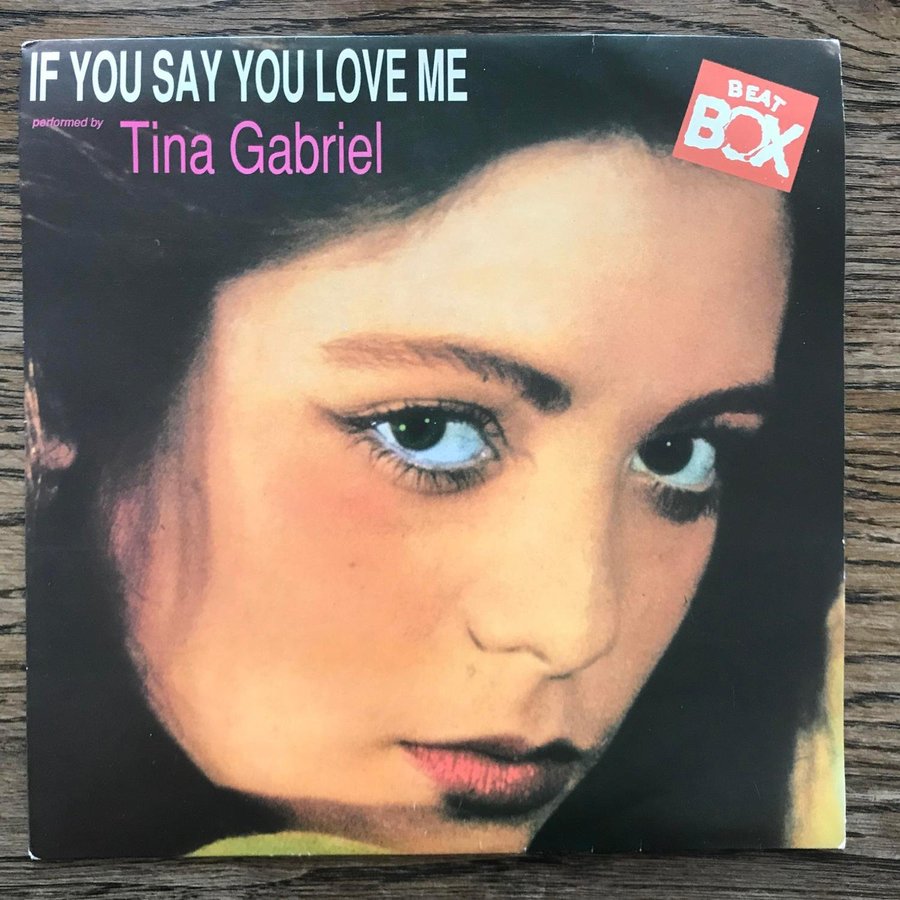 IF YOU SAY YOU LOVE ME
performed by Tina Gabriel
BEAT
BOX